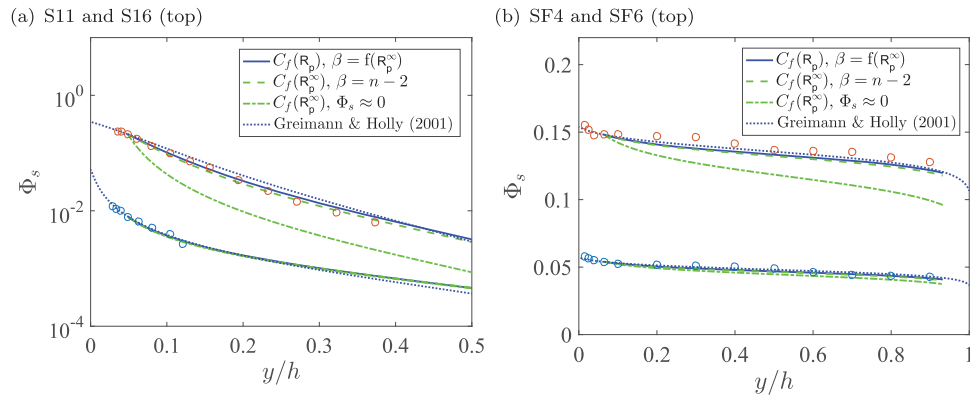 (a) S11 and S16 (top)
C_f(R_p), β = f(R_p^∞)
C_f(R_p^∞), β = n − 2
C_f(R_p^∞), Φ_s ≈ 0
Greimann & Holly (2001)
10^0
10^-2
10^-4
Φ_s
0 0.1 0.2 0.3 0.4 0.5
y/h
(b) SF4 and SF6 (top)
C_f(R_p), β = f(R_p^∞)
C_f(R_p^∞), β = n − 2
C_f(R_p^∞), Φ_s ≈ 0
Greimann & Holly (2001)
0.2
0.15
0.1
0.05
0
Φ_s
0 0.2 0.4 0.6 0.8 1
y/h